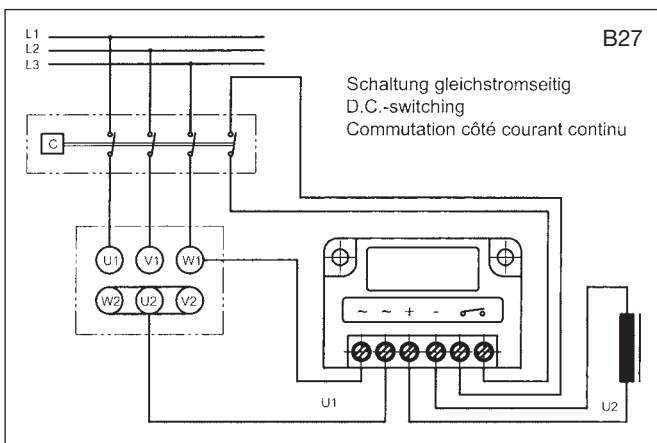 B27
L1
L2
L3
Schaltung gleichstromseitig
D.C.-switching
Commutation côté courant continu
C
U1 V1 W1
W2 U2 V2
~ ~ + -
U1
U2